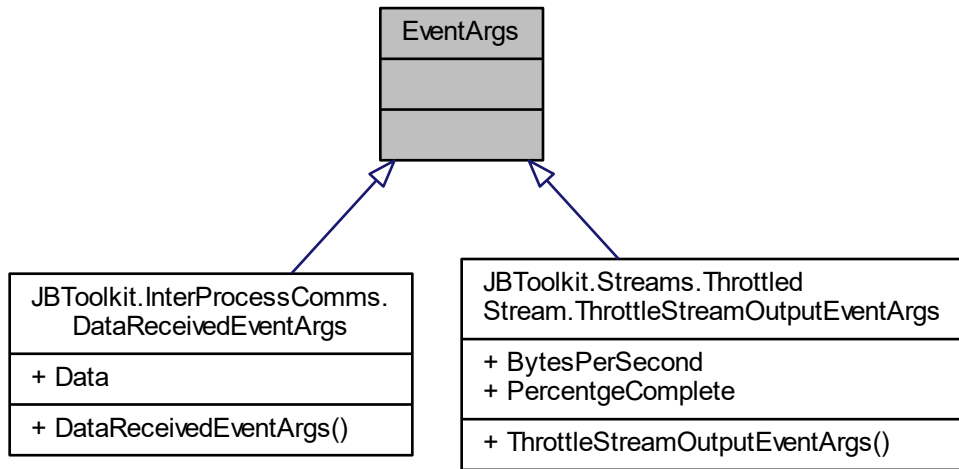 EventArgs
JBToolkit.InterProcessComms.
DataReceivedEventArgs
+ Data
+ DataReceivedEventArgs()
JBToolkit.Streams.Throttled
Stream.ThrottleStreamOutputEventArgs
+ BytesPerSecond
+ PercentgeComplete
+ ThrottleStreamOutputEventArgs()